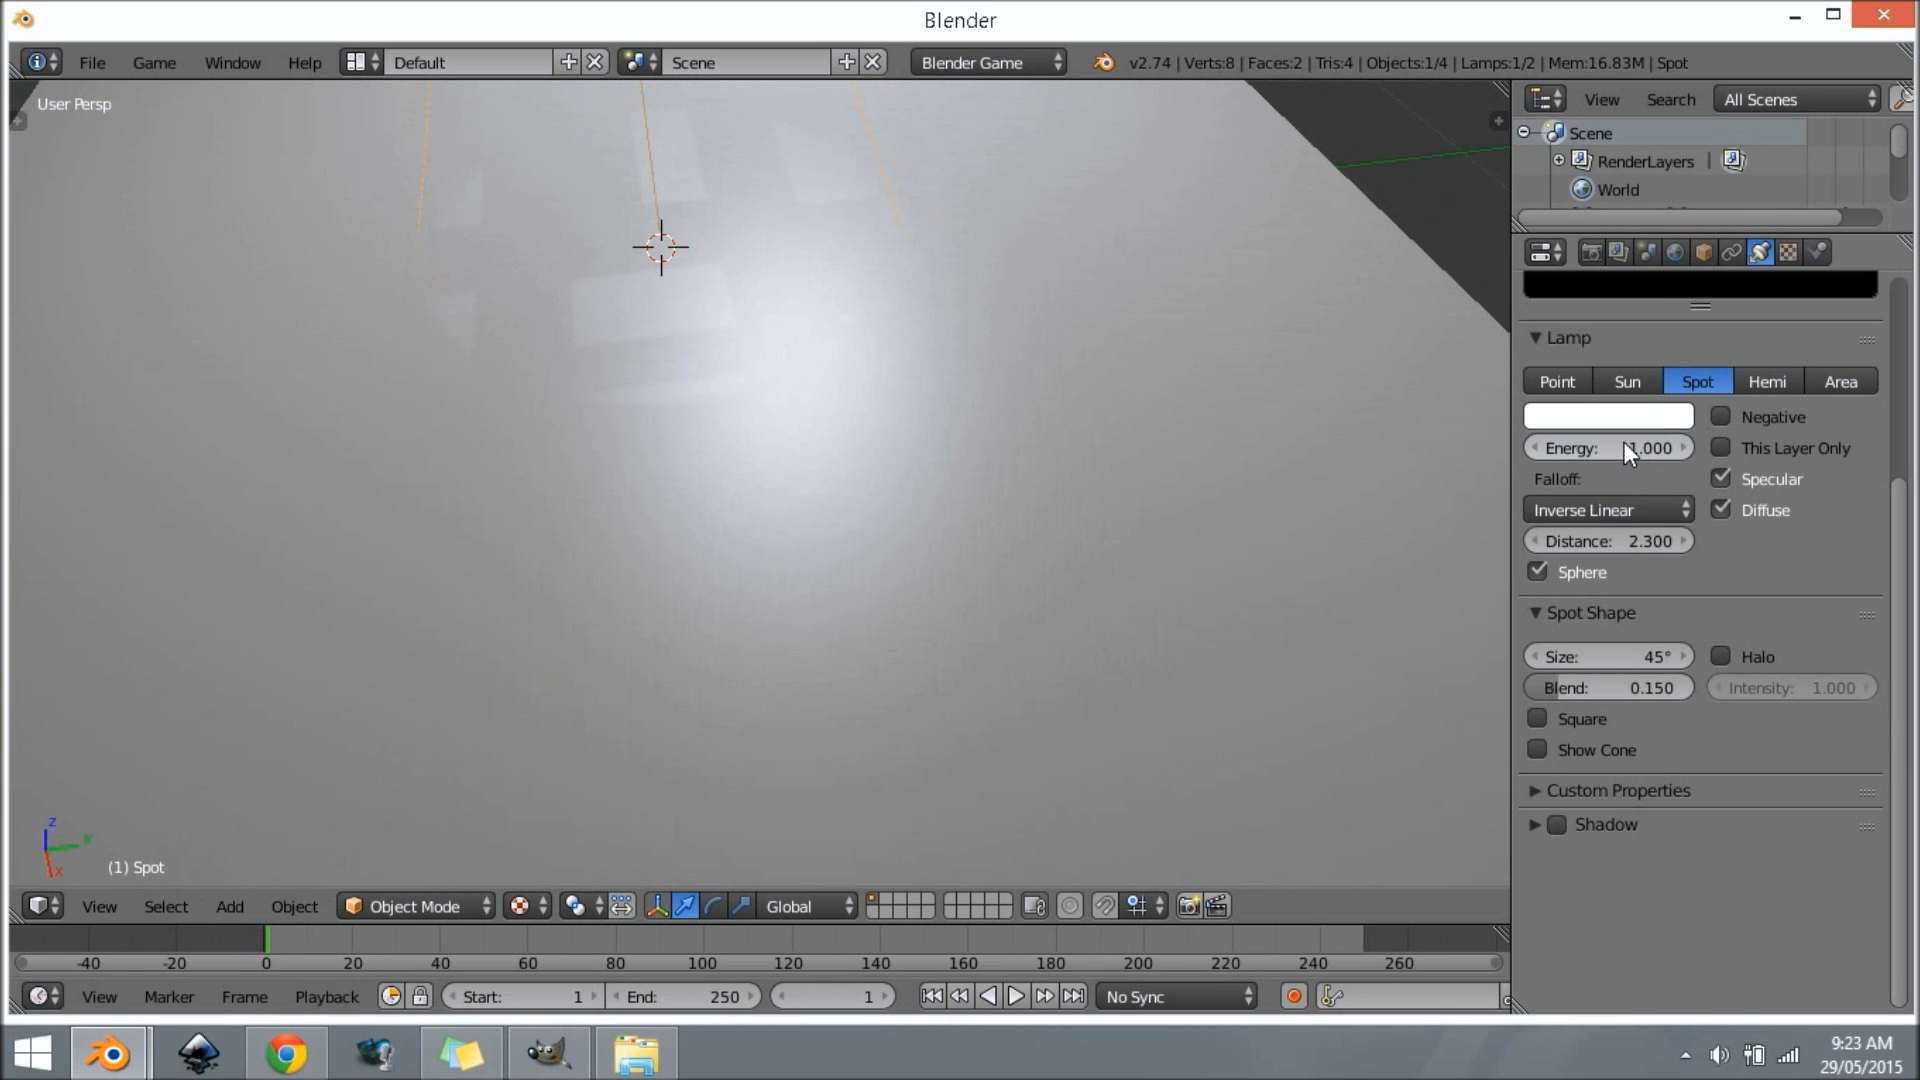 Blender
File Game Window Help Default Scene Blender Game v2.74 | Verts:8 | Faces:2 | Tris:4 | Objects:1/4 | Lamps:1/2 | Mem:16.83M | Spot
User Persp
View Search All Scenes
Scene
RenderLayers
World
Lamp
Point Sun Spot Hemi Area
Negative
Energy: 1.000 This Layer Only
Falloff: Specular
Inverse Linear Diffuse
Distance: 2.300
Sphere
Spot Shape
Size: 45° Halo
Blend: 0.150 Intensity: 1.000
Square
Show Cone
Custom Properties
Shadow
z
y
x
(1) Spot
View Select Add Object Object Mode Global
-40 -20 0 20 40 60 80 100 120 140 160 180 200 220 240 260
View Marker Frame Playback Start: 1 End: 250 1 No Sync
9:23 AM
29/05/2015